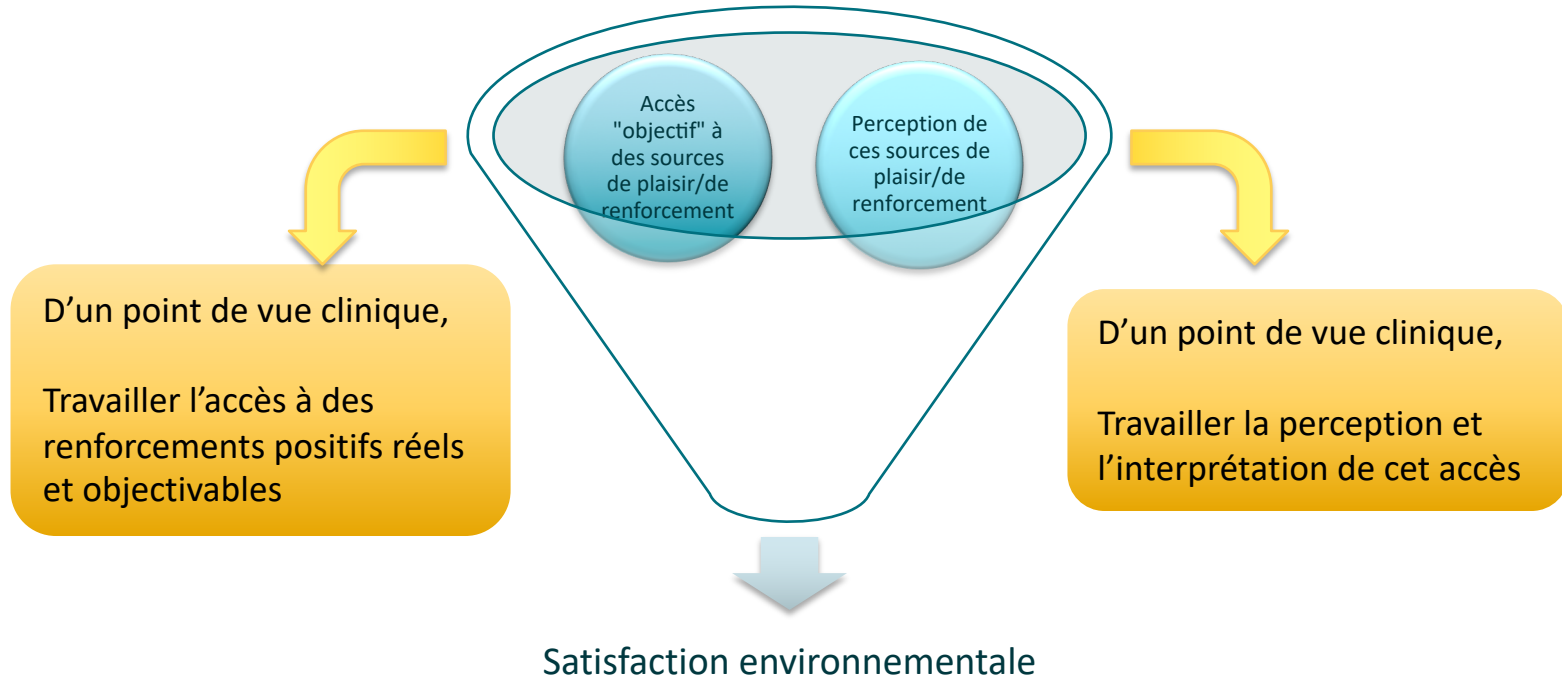 Accès
"objectif" à
des sources
de plaisir/de
renforcement
Perception de
ces sources de
plaisir/de
renforcement
D’un point de vue clinique,
Travailler l’accès à des
renforcements positifs réels
et objectivables
D’un point de vue clinique,
Travailler la perception et
l’interprétation de cet accès
Satisfaction environnementale